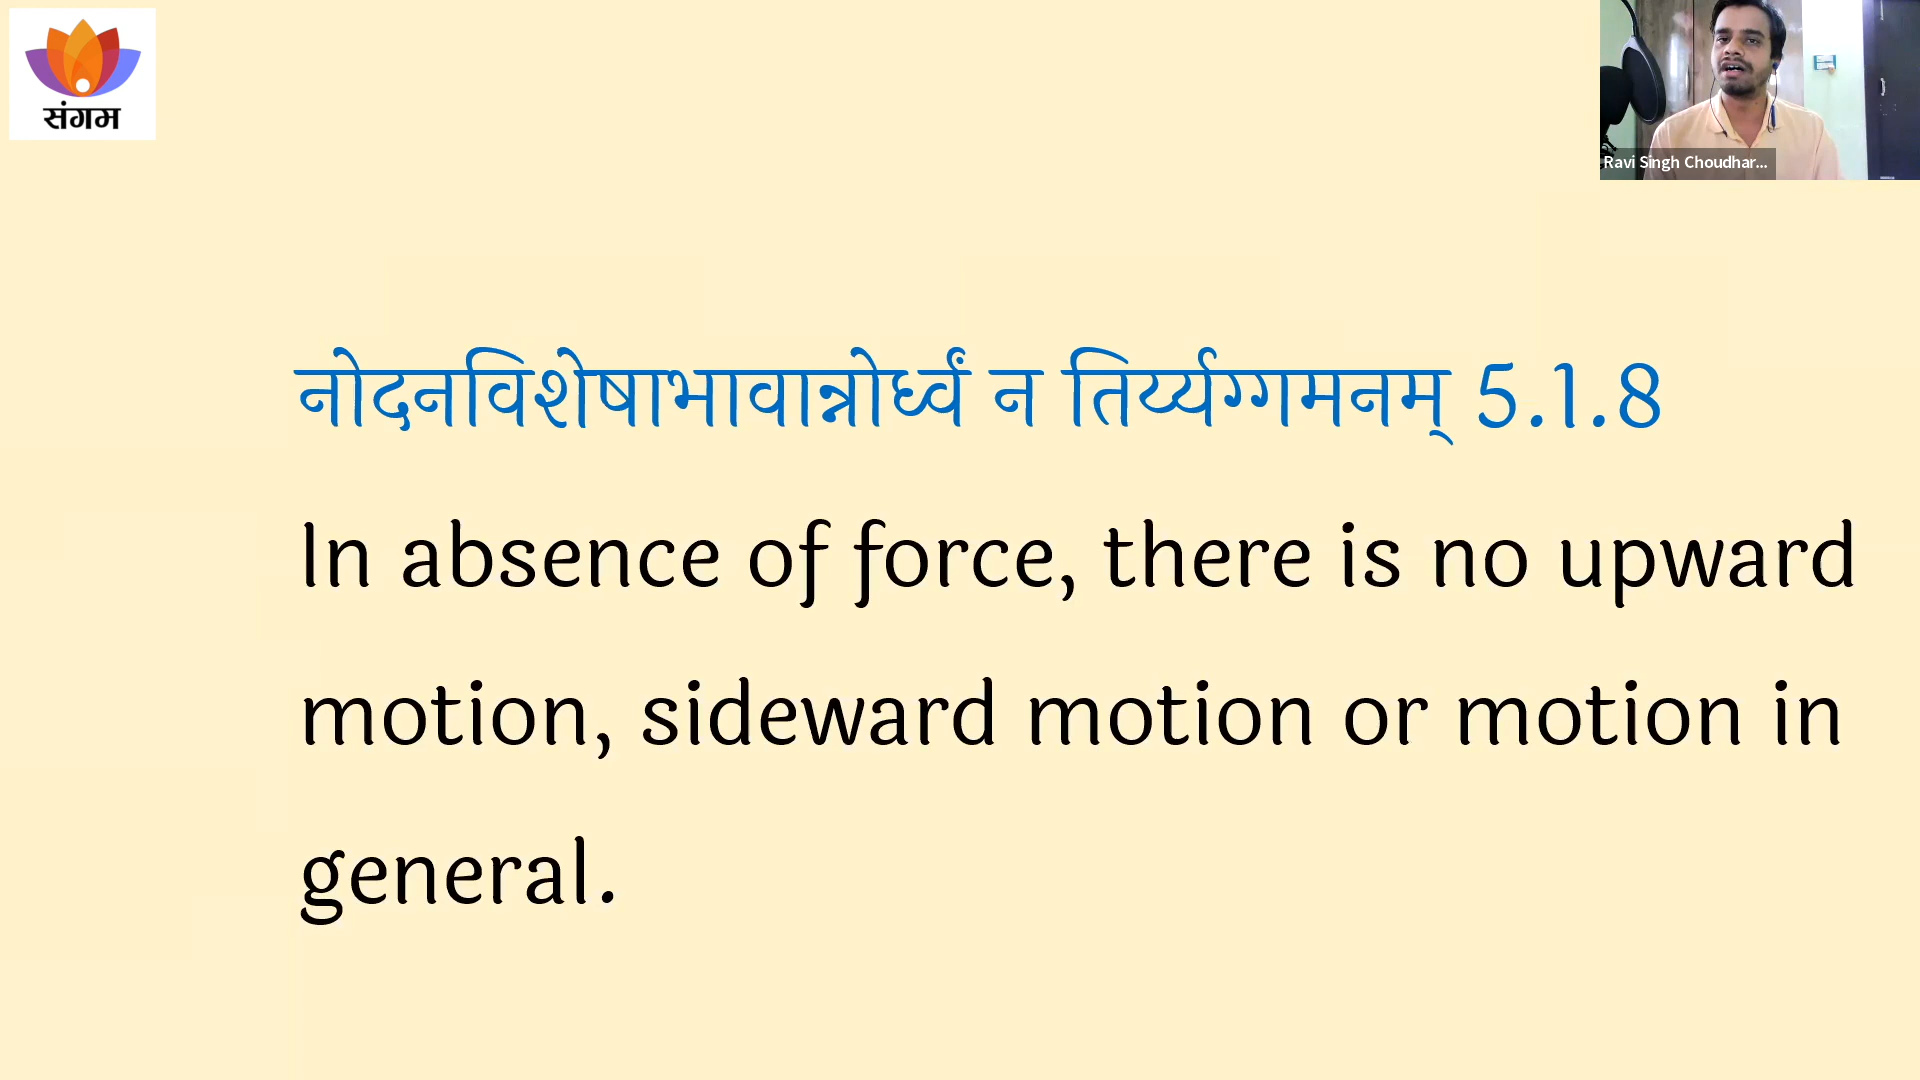 संगम
Ravi Singh Choudhar...
नोदनविशेषाभावान्नोर्ध्वं न तिर्य्यग्गमनम् 5.1.8
In absence of force, there is no upward
motion, sideward motion or motion in
general.